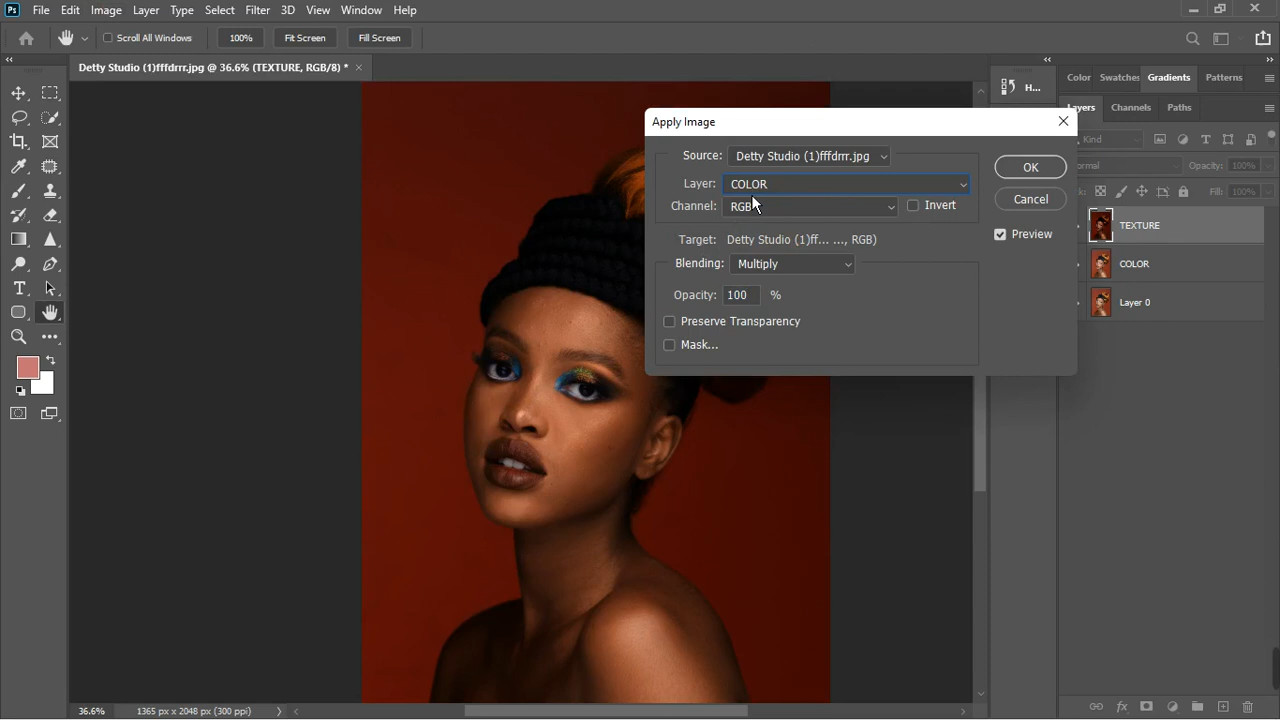 Ps File Edit Image Layer Type Select Filter 3D View Window Help
Scroll All Windows 100% Fit Screen Fill Screen
Detty Studio (1)fffdrrr.jpg @ 36.6% (TEXTURE, RGB/8) *
H...
Color Swatches Gradients Patterns
Layers Channels Paths
Kind
ormal Opacity: 100%
Fill: 100%
TEXTURE
COLOR
Layer 0
Apply Image
Source: Detty Studio (1)fffdrrr.jpg
OK
Layer: COLOR
Cancel
Channel: RGB
Invert
Preview
Target: Detty Studio (1)ff... ..., RGB)
Blending: Multiply
Opacity: 100 %
Preserve Transparency
Mask...
36.6% 1365 px x 2048 px (300 ppi)